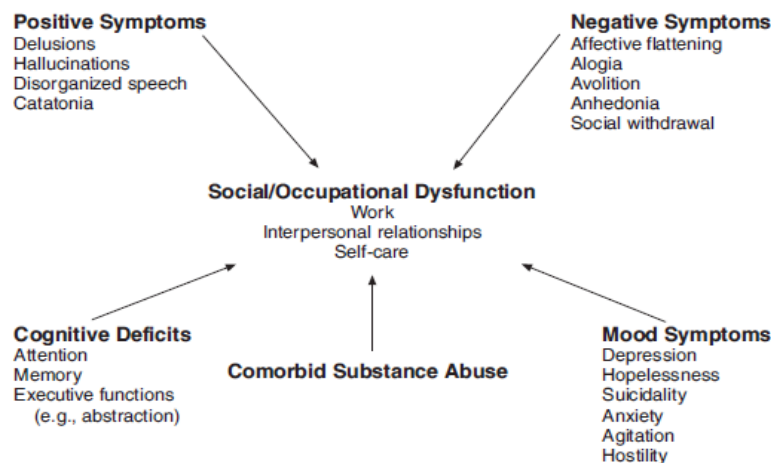 Positive Symptoms
Delusions
Hallucinations
Disorganized speech
Catatonia
Negative Symptoms
Affective flattening
Alogia
Avolition
Anhedonia
Social withdrawal
Social/Occupational Dysfunction
Work
Interpersonal relationships
Self-care
Cognitive Deficits
Attention
Memory
Executive functions
(e.g., abstraction)
Comorbid Substance Abuse
Mood Symptoms
Depression
Hopelessness
Suicidality
Anxiety
Agitation
Hostility